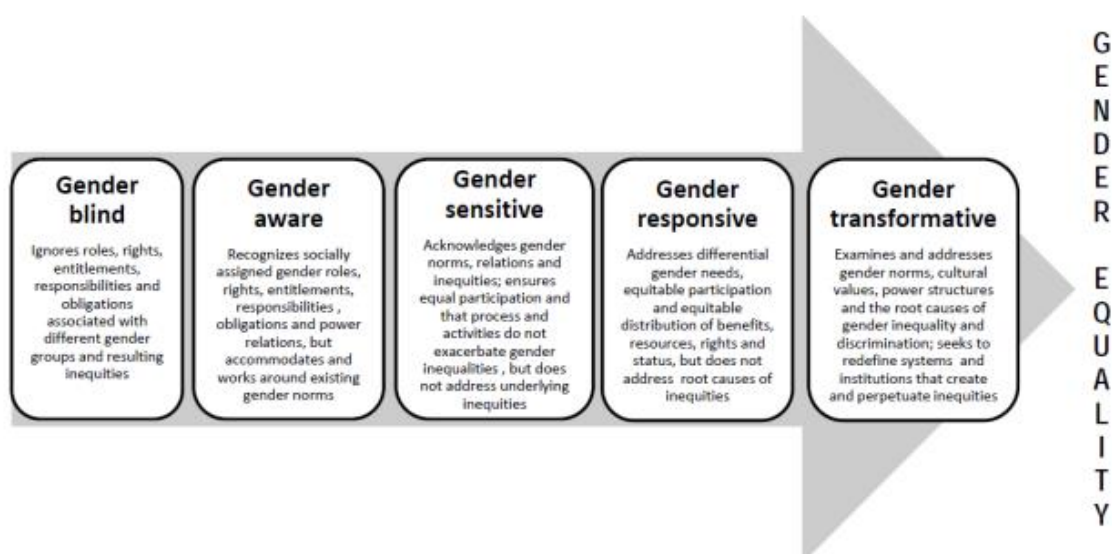 Gender
blind
Ignores roles, rights,
entitlements,
responsibilities and
obligations
associated with
different gender
groups and resulting
inequities
Gender
aware
Recognizes socially
assigned gender roles,
rights, entitlements,
responsibilities ,
obligations and power
relations, but
accommodates and
works around existing
gender norms
Gender
sensitive
Acknowledges gender
norms, relations and
inequities; ensures
equal participation and
that process and
activities do not
exacerbate gender
inequalities , but does
not address underlying
inequities
Gender
responsive
Addresses differential
gender needs,
equitable participation
and equitable
distribution of benefits,
resources, rights and
status, but does not
address root causes of
inequities
Gender
transformative
Examines and addresses
gender norms, cultural
values, power structures
and the root causes of
gender inequality and
discrimination; seeks to
redefine systems and
institutions that create
and perpetuate inequities
GENDER EQUALITY